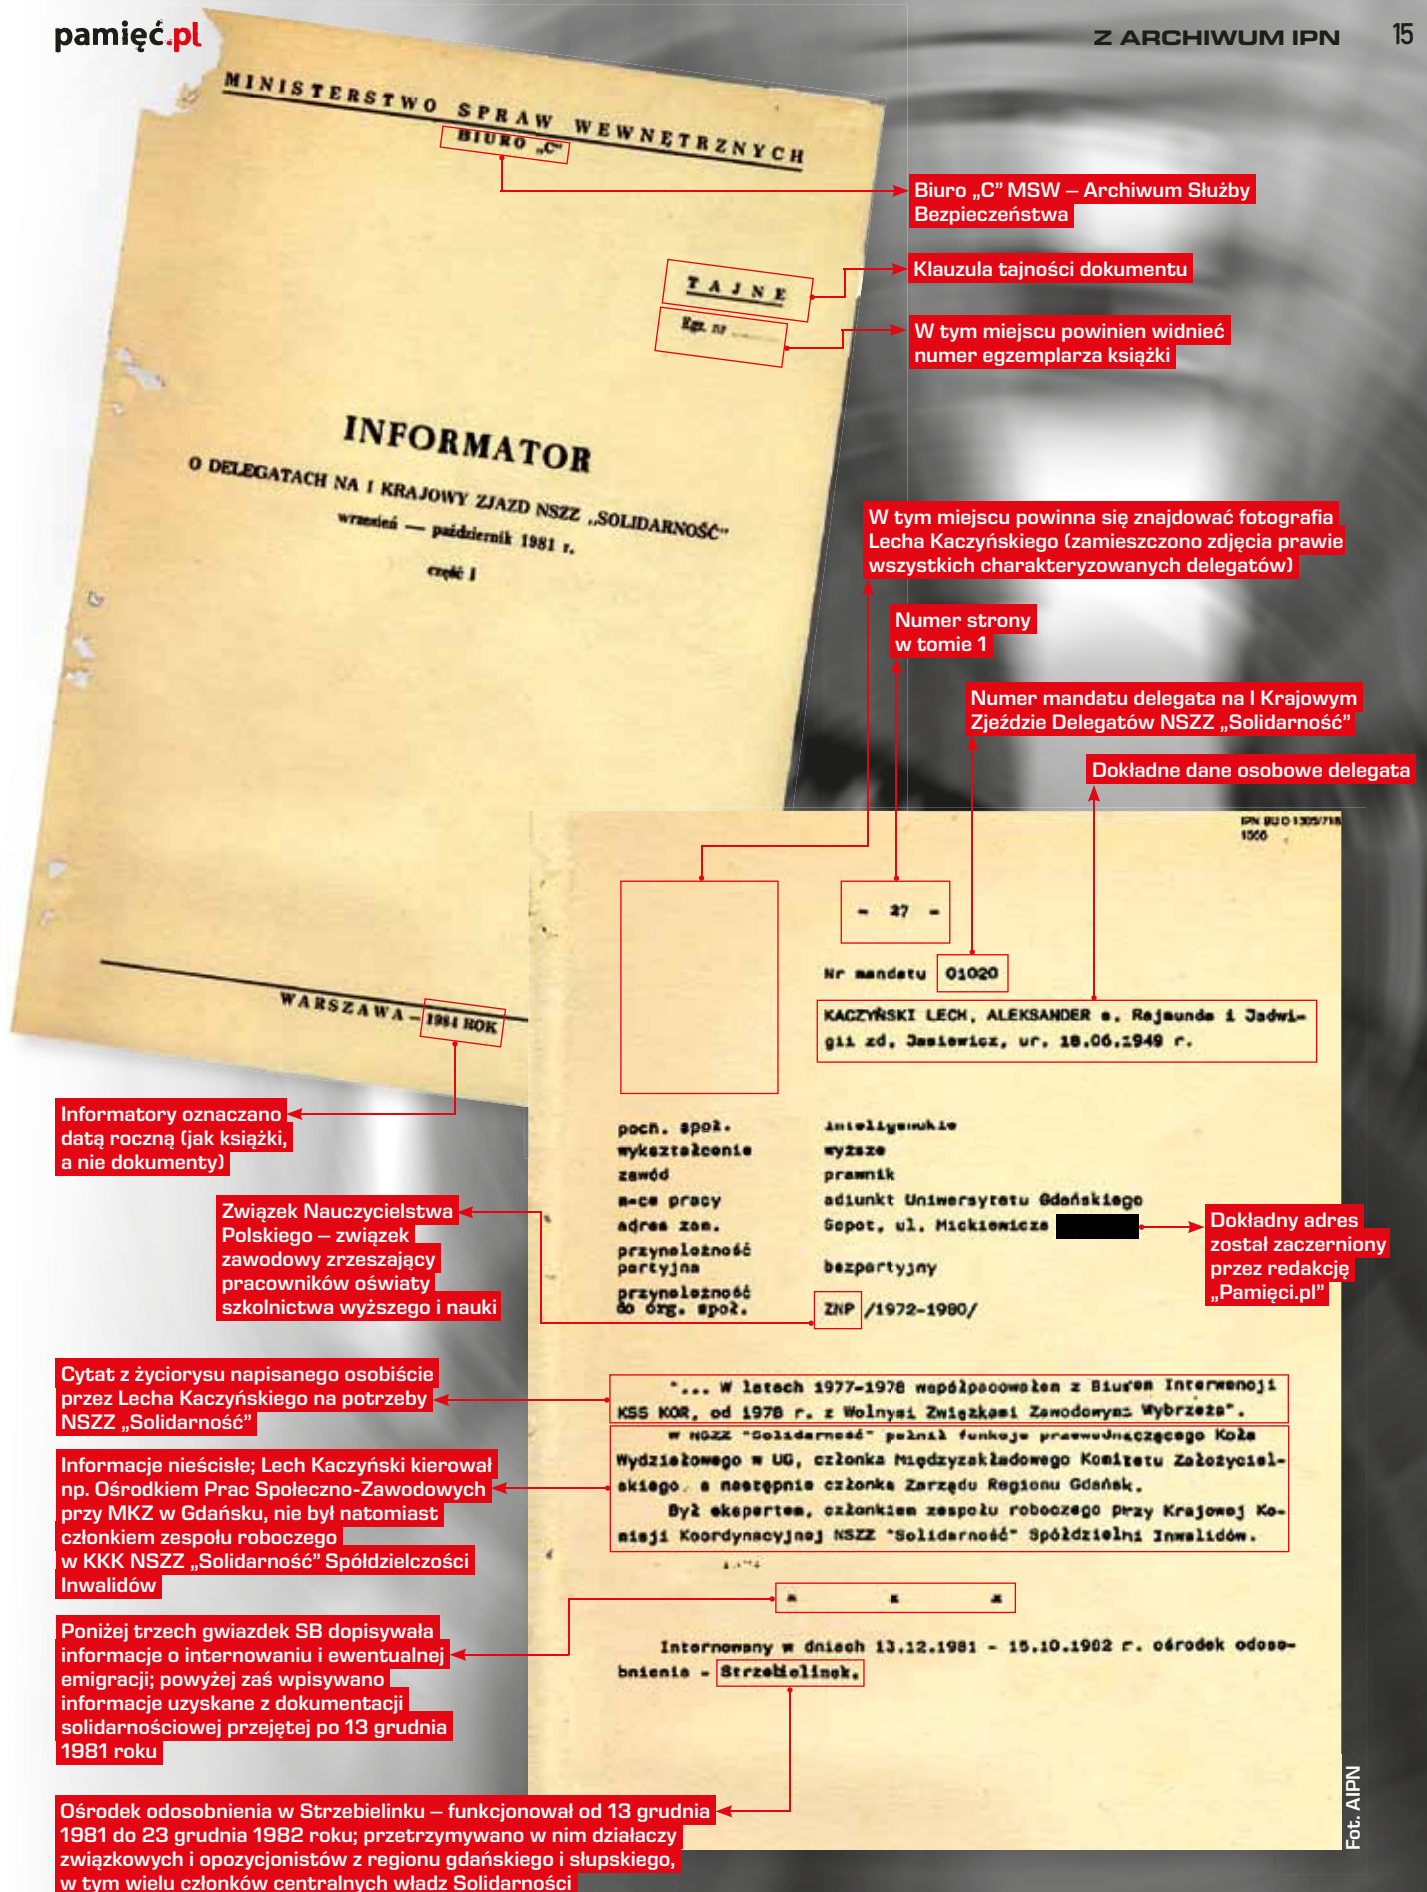 pamięć.pl
Z ARCHIWUM IPN 15
MINISTERSTWO SPRAW WEWNĘTRZNYCH
BIURO „C”
Biuro „C” MSW – Archiwum Służby
Bezpieczeństwa
TAJNE
Klauzula tajności dokumentu
Egz. nr
W tym miejscu powinien widnieć
numer egzemplarza książki
INFORMATOR
O DELEGATACH NA I KRAJOWY ZJAZD NSZZ „SOLIDARNOŚĆ”
wrzesień — październik 1981 r.
część I
W tym miejscu powinna się znajdować fotografia
Lecha Kaczyńskiego (zamieszczono zdjęcia prawie
wszystkich charakteryzowanych delegatów)
Numer strony
w tomie 1
Numer mandatu delegata na I Krajowym
Zjeździe Delegatów NSZZ „Solidarność”
Dokładne dane osobowe delegata
WARSZAWA – 1984 ROK
Informatory oznaczano
datą roczną (jak książki,
a nie dokumenty)
IPN BU 0 1305/718
- 27 -
Nr mandatu 01020
KACZYŃSKI LECH, ALEKSANDER s. Rajmunda i Jadwi-
gii zd. Jasiewicz, ur. 18.06.1949 r.
poch. społ. inteligenckie
wykształcenie wyższe
zawód prawnik
m-ce pracy adiunkt Uniwersytetu Gdańskiego
adres zam. Sopot, ul. Mickiewicza
przynależność
partyjna bezpartyjny
przynależność
do org. społ. ZNP /1972-1980/
Związek Nauczycielstwa
Polskiego – związek
zawodowy zrzeszający
pracowników oświaty
szkolnictwa wyższego i nauki
Dokładny adres
został zaczerniony
przez redakcję
„Pamięci.pl”
"... W latach 1977-1978 współpacowałem z Biurem Interwencji
KSS KOR, od 1978 r. z Wolnymi Związkami Zawodowymi Wybrzeża".
W NSZZ "Solidarność" pełnił funkcję przewodniczącego Koła
Wydziałowego w UG, członka Międzyzakładowego Komitetu Założyciel-
skiego, a następnie członka Zarządu Regionu Gdańsk.
Był ekspertem, członkiem zespołu roboczego przy Krajowej Ko-
misji Koordynacyjnej NSZZ "Solidarność" Spółdzielni Inwalidów.
Internowany w dniach 13.12.1981 - 15.10.1982 r. ośrodek odoso-
bnienia - Strzebielinek.
Cytat z życiorysu napisanego osobiście
przez Lecha Kaczyńskiego na potrzeby
NSZZ „Solidarność”
Informacje nieścisłe; Lech Kaczyński kierował
np. Ośrodkiem Prac Społeczno-Zawodowych
przy MKZ w Gdańsku, nie był natomiast
członkiem zespołu roboczego
w KKK NSZZ „Solidarność” Spółdzielczości
Inwalidów
Poniżej trzech gwiazdek SB dopisywała
informacje o internowaniu i ewentualnej
emigracji; powyżej zaś wpisywano
informacje uzyskane z dokumentacji
solidarnościowej przejętej po 13 grudnia
1981 roku
Ośrodek odosobnienia w Strzebielinku – funkcjonował od 13 grudnia
1981 do 23 grudnia 1982 roku; przetrzymywano w nim działaczy
związkowych i opozycjonistów z regionu gdańskiego i słupskiego,
w tym wielu członków centralnych władz Solidarności
Fot. AIPN